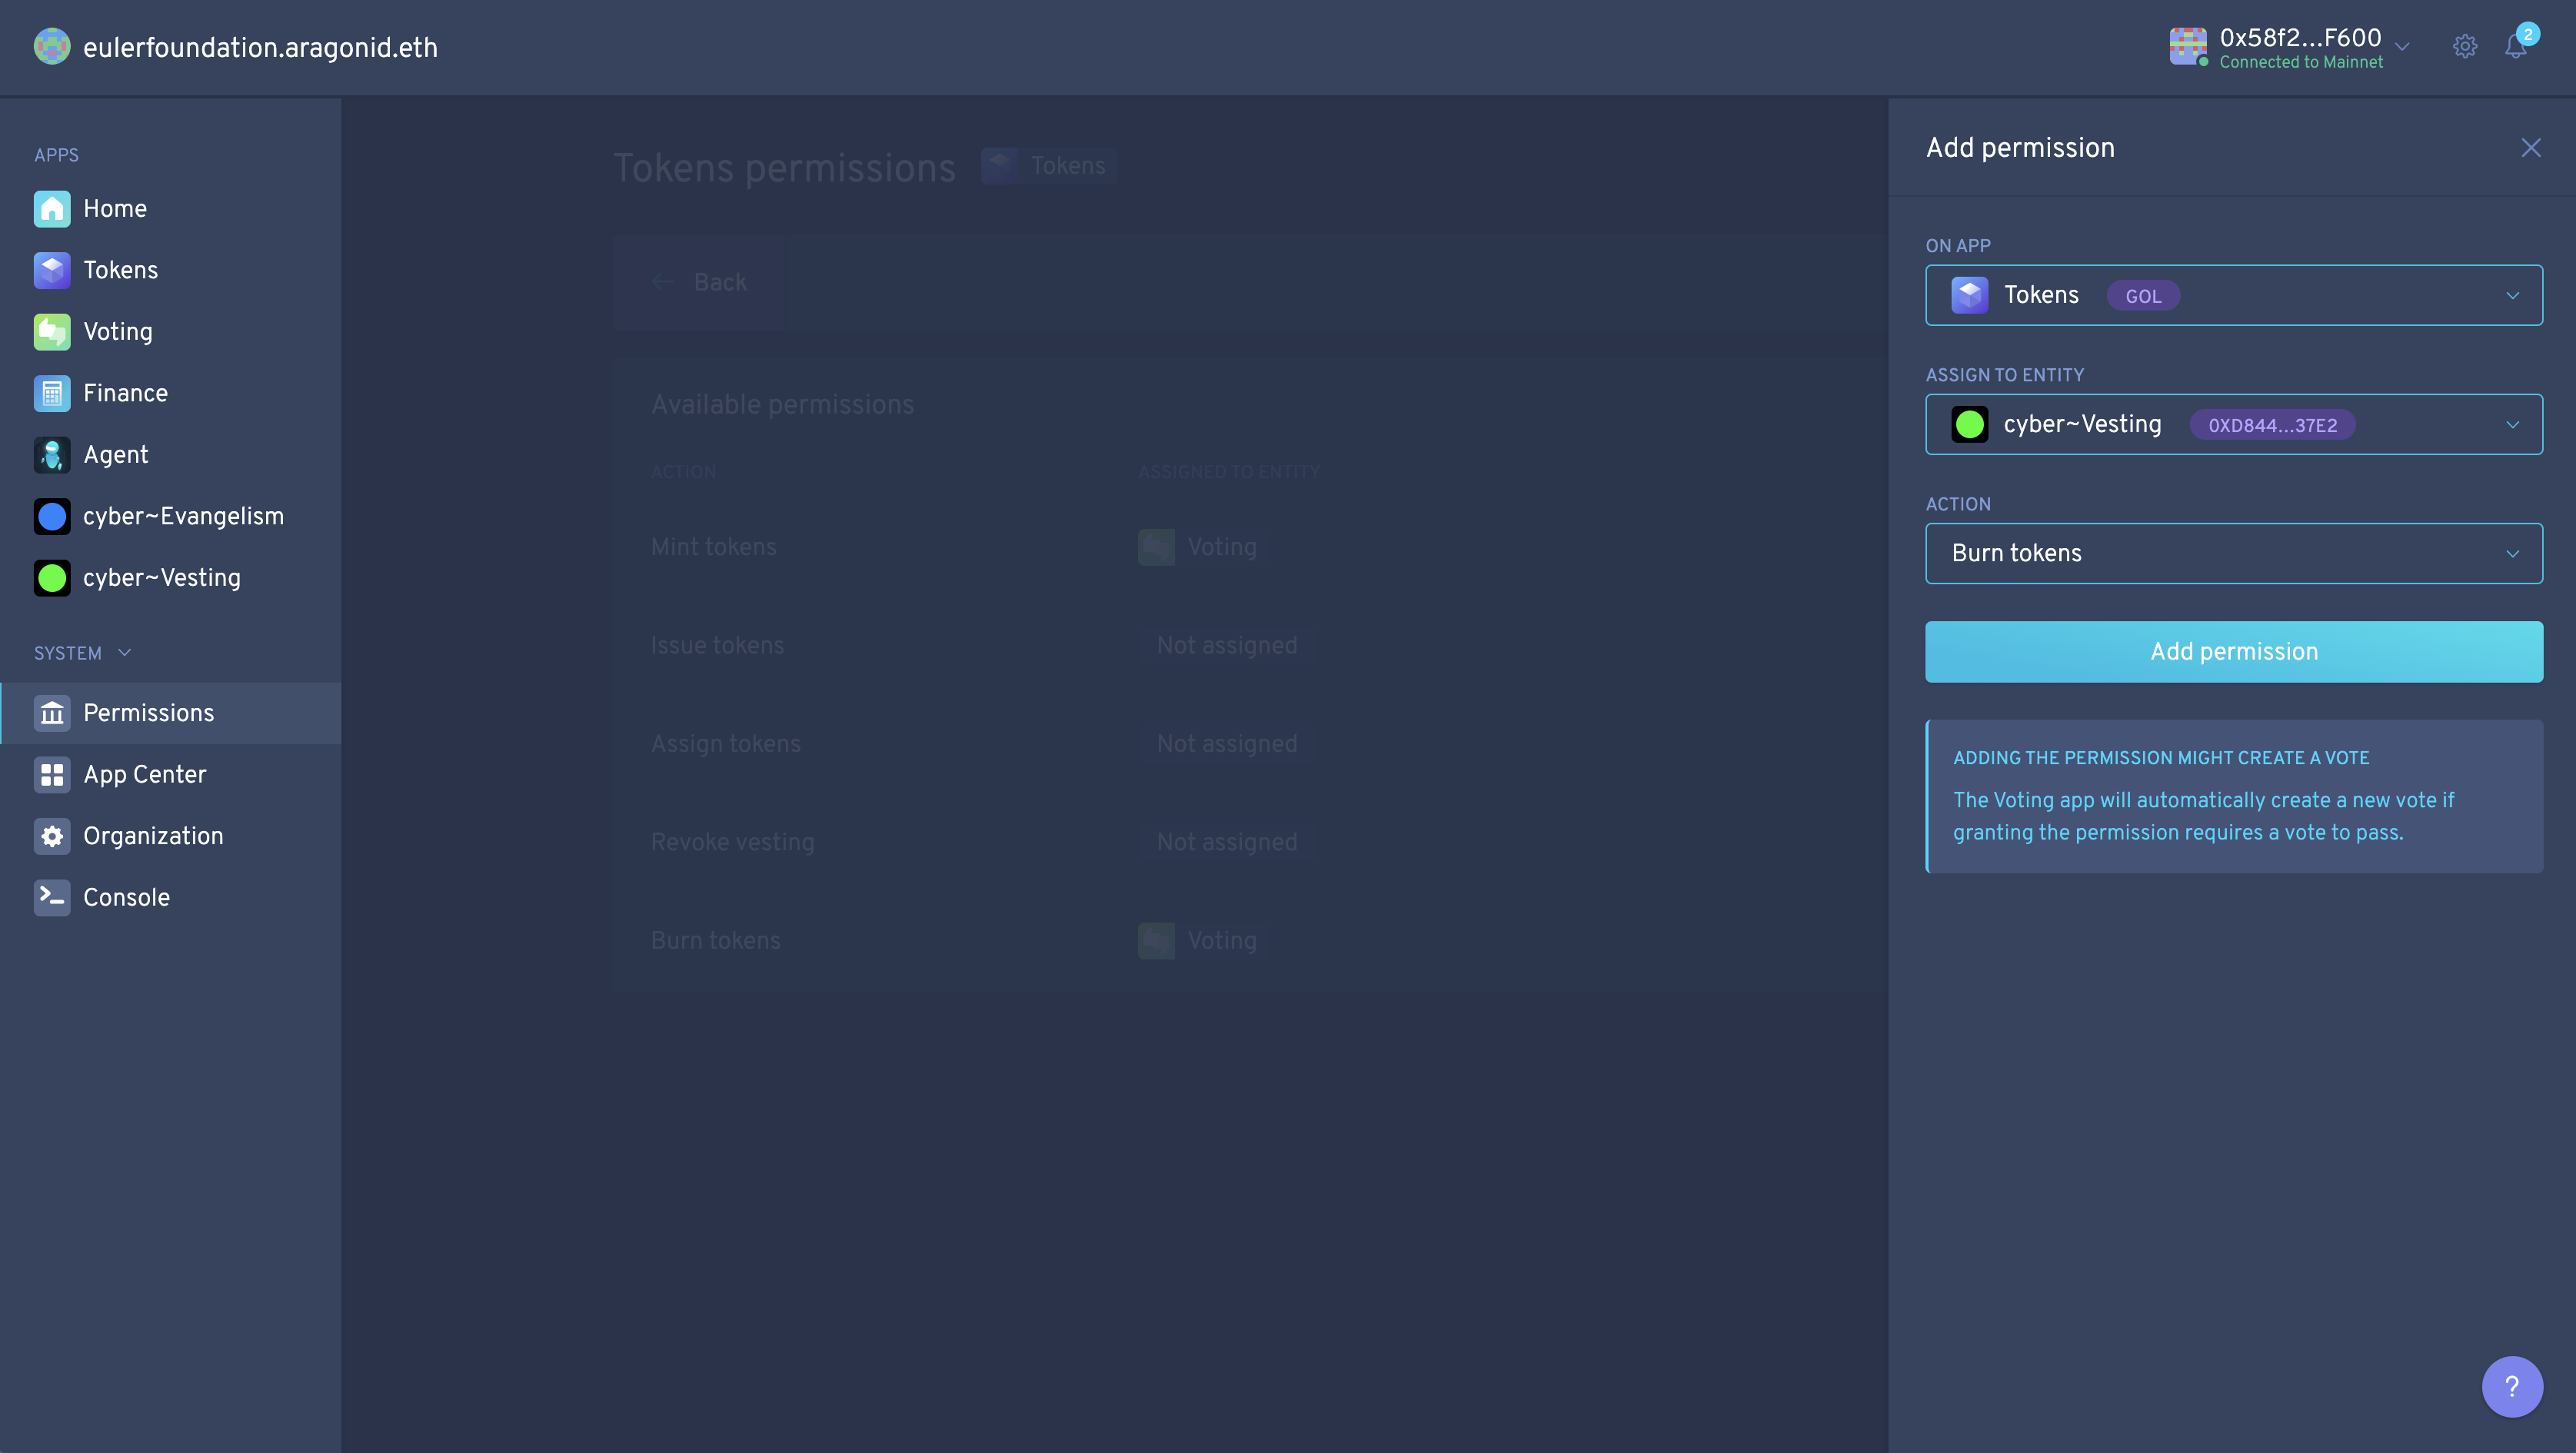 eulerfoundation.aragonid.eth
0x58f2...F600
Connected to Mainnet
2
APPS
Home
Tokens
Voting
Finance
Agent
cyber~Evangelism
cyber~Vesting
SYSTEM
Permissions
App Center
Organization
Console
Tokens permissions Tokens
Back
Available permissions
ACTION ASSIGNED TO ENTITY
Mint tokens Voting
Issue tokens Not assigned
Assign tokens Not assigned
Revoke vesting Not assigned
Burn tokens Voting
Add permission
ON APP
Tokens GOL
ASSIGN TO ENTITY
cyber~Vesting 0XD844...37E2
ACTION
Burn tokens
Add permission
ADDING THE PERMISSION MIGHT CREATE A VOTE
The Voting app will automatically create a new vote if
granting the permission requires a vote to pass.
?